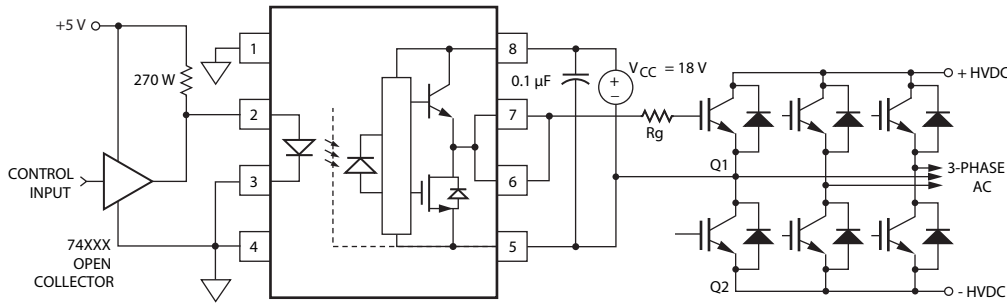 +5 V
270 W
CONTROL
INPUT
74XXX
OPEN
COLLECTOR
1
2
3
4
8
7
6
5
0.1 µF
VCC = 18 V
+
−
Rg
+ HVDC
Q1
3-PHASE
AC
Q2
- HVDC